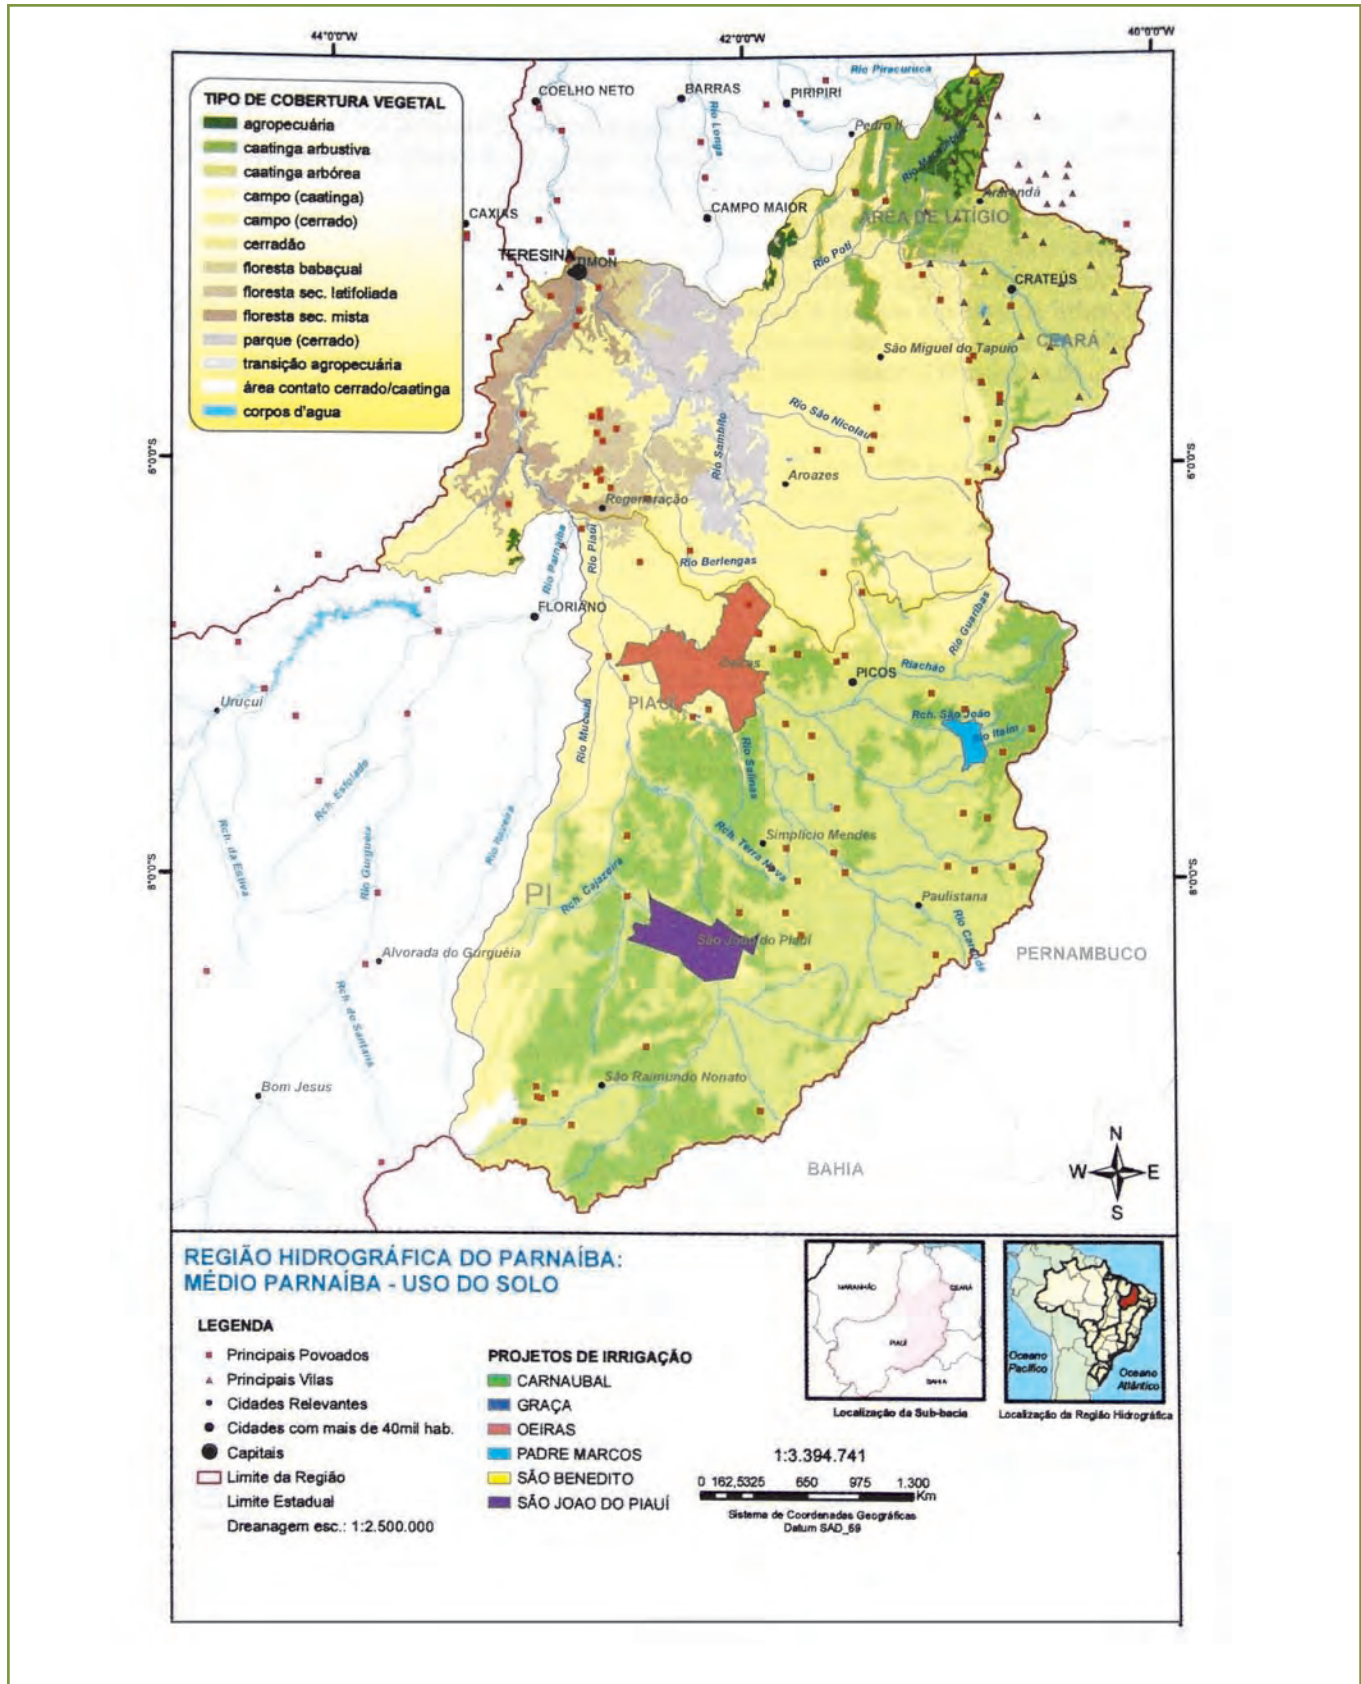 44°0'0"W
42°0'0"W
40°0'0"W
TIPO DE COBERTURA VEGETAL
agropecuária
caatinga arbustiva
caatinga arbórea
campo (caatinga)
campo (cerrado)
cerradão
floresta babaçual
floresta sec. latifoliada
floresta sec. mista
parque (cerrado)
transição agropecuária
área contato cerrado/caatinga
corpos d'agua
Rio Piracuruca
COELHO NETO
BARRAS
PIRIPIRI
Rio Longa
Pedro II
Ararendá
CAXIAS
CAMPO MAIOR
ÁREA DE LITÍGIO
TERESINA
TIMON
Rio Poti
CRATEÚS
CEARÁ
São Miguel do Tapuio
Rio São Nicolau
Rio Sambito
6°0'0"S
6°0'0"S
Aroazes
Regeneração
Rio Parnaíba
Rio Piauí
Rio Berlengas
FLORIANO
Rio Guaribas
Oeiras
Riachão
PICOS
Uruçuí
PIAUÍ
Rch. São João
Rio Itaim
Rio Salinas
Rch. Esfolado
Rch. da Estiva
Rio Gurguéia
Rio Itaueira
Simplício Mendes
Rch. Terra Nova
8°0'0"S
8°0'0"S
Rch. Cajazeira
PI
Paulistana
Rio Canindé
São João do Piauí
Alvorada do Gurguéia
PERNAMBUCO
Rch. do Santana
Bom Jesus
São Raimundo Nonato
BAHIA
N
W
E
S
REGIÃO HIDROGRÁFICA DO PARNAÍBA:
MÉDIO PARNAÍBA - USO DO SOLO
LEGENDA
Principais Povoados
Principais Vilas
Cidades Relevantes
Cidades com mais de 40mil hab.
Capitais
Limite da Região
Limite Estadual
Dreanagem esc.: 1:2.500.000
PROJETOS DE IRRIGAÇÃO
CARNAUBAL
GRAÇA
OEIRAS
PADRE MARCOS
SÃO BENEDITO
SÃO JOAO DO PIAUÍ
MARANHÃO
CEARÁ
PIAUÍ
BAHIA
Localização da Sub-bacia
Oceano
Pacífico
Oceano
Atlântico
Localização da Região Hidrográfica
1:3.394.741
0 162,5325 650 975 1.300
Km
Sistema de Coordenadas Geográficas
Datum SAD_69